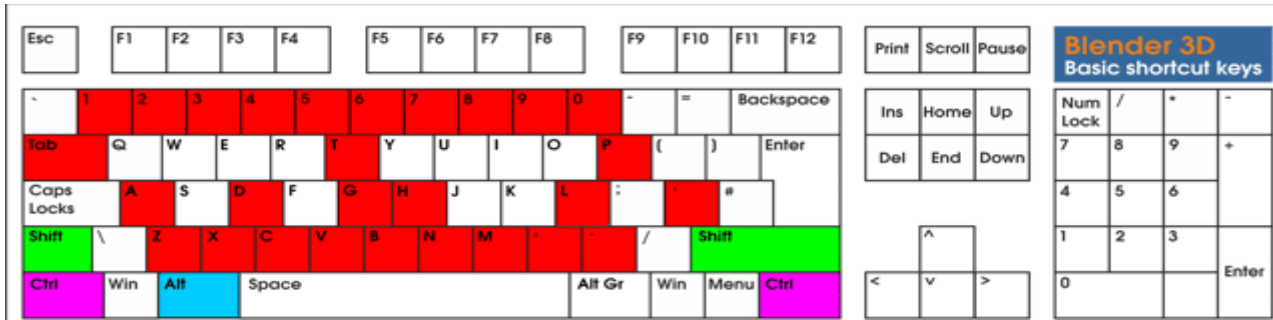 Esc F1 F2 F3 F4 F5 F6 F7 F8 F9 F10 F11 F12 Print Scroll Pause
Blender 3D
Basic shortcut keys
` 1 2 3 4 5 6 7 8 9 0 - = Backspace Ins Home Up Num Lock / * -
Tab Q W E R T Y U I O P ( ) Enter Del End Down 7 8 9 +
Caps Locks A S D F G H J K L ; ' # 4 5 6
Shift \ Z X C V B N M / Shift ^ 1 2 3 Enter
Ctrl Win Alt Space Alt Gr Win Menu Ctrl < v > 0